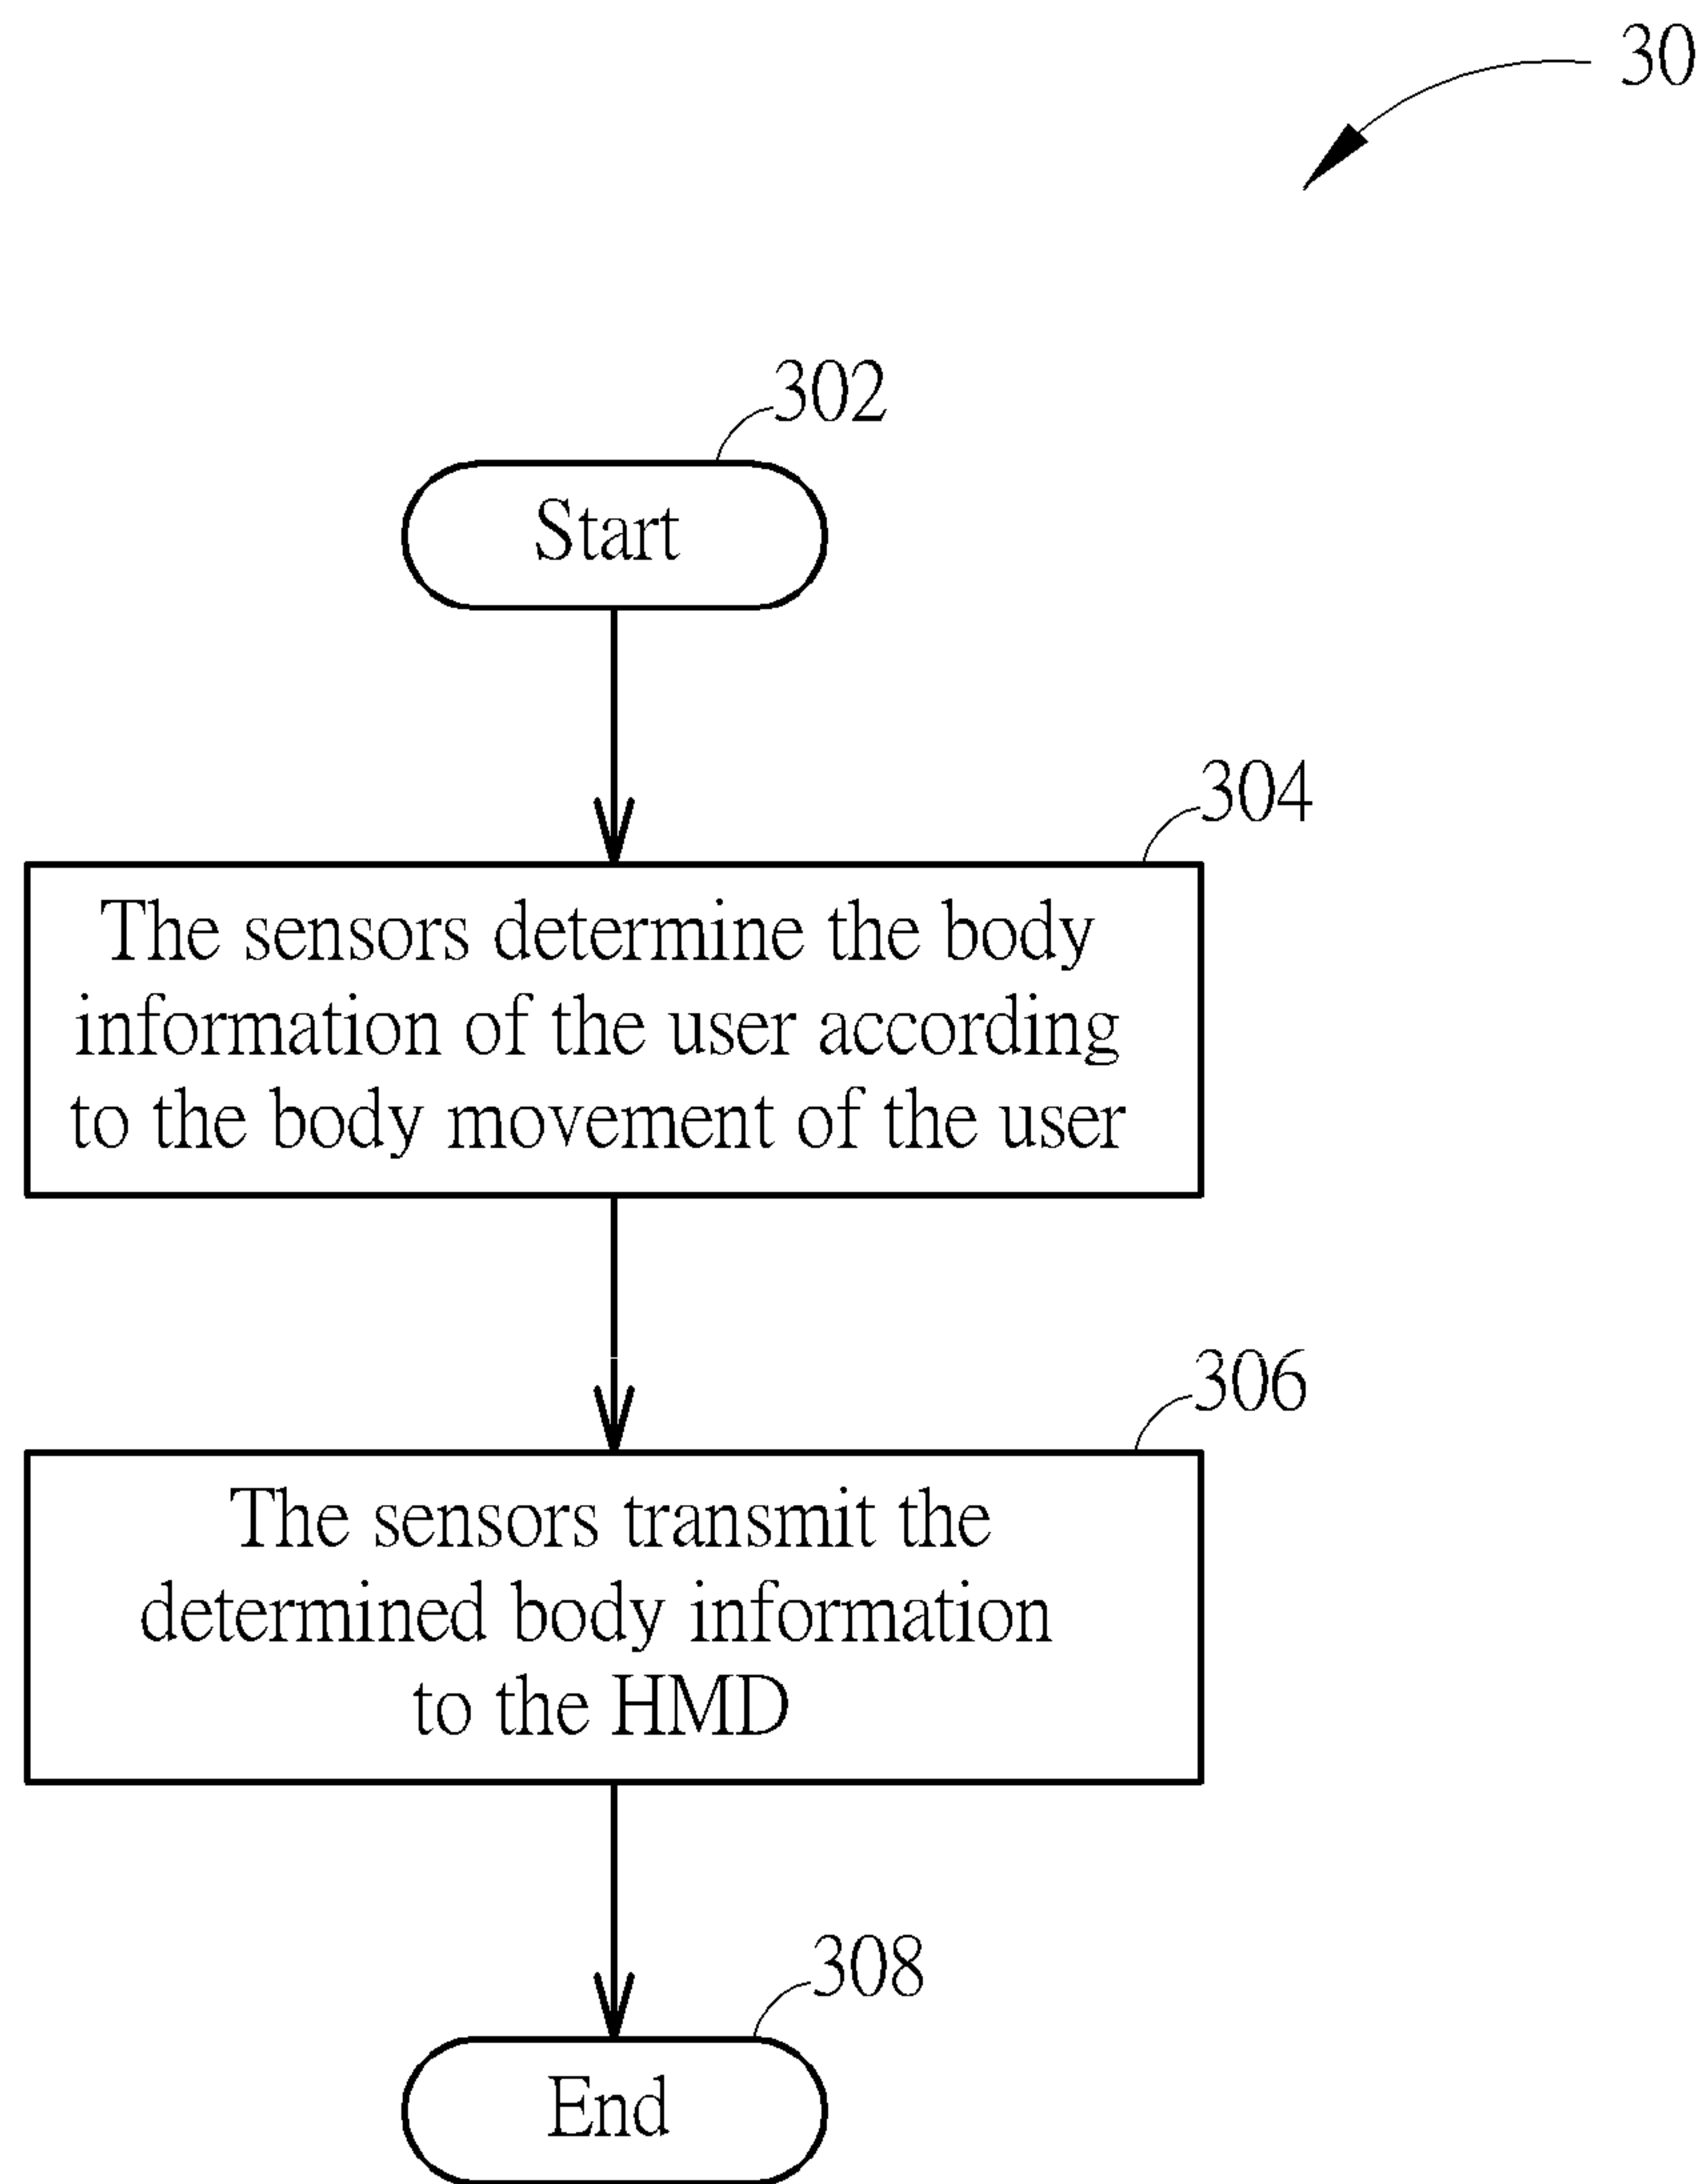 30
302
Start
304
The sensors determine the body
information of the user according
to the body movement of the user
306
The sensors transmit the
determined body information
to the HMD
308
End